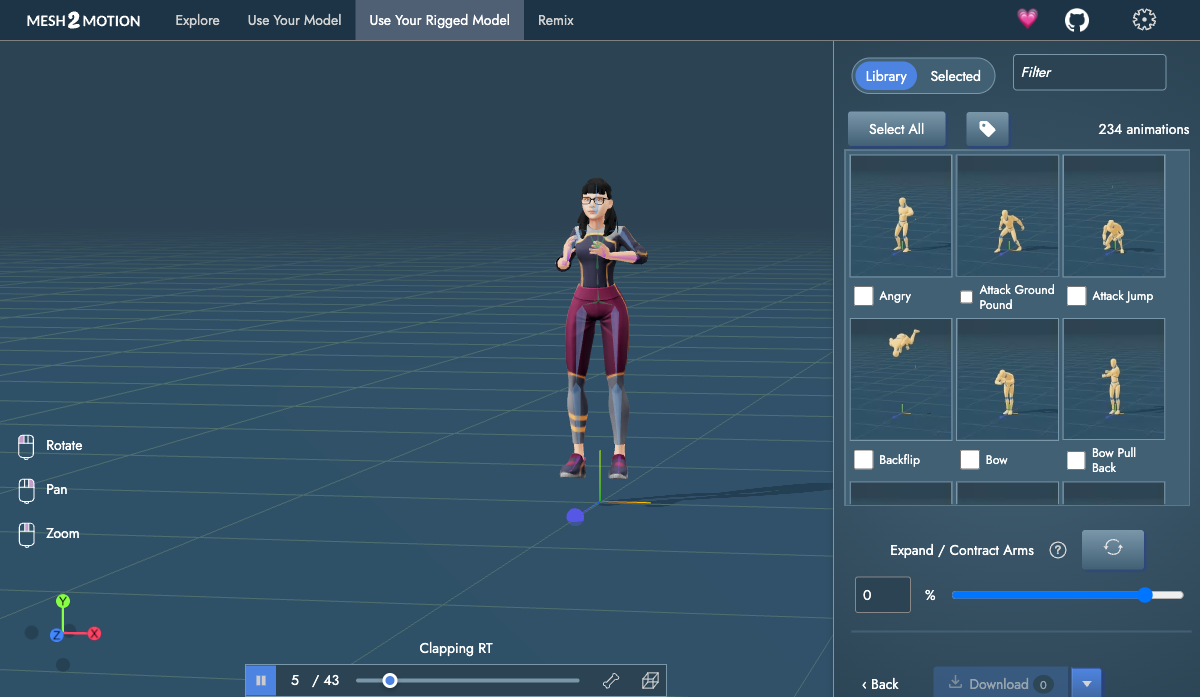 MESH2MOTION
Explore
Use Your Model
Use Your Rigged Model
Remix
Library
Selected
Filter
Select All
234 animations
Angry
Attack Ground
Pound
Attack Jump
Backflip
Bow
Bow Pull
Back
Rotate
Pan
Zoom
Y
Z
X
Expand / Contract Arms
?
0
%
Clapping RT
5 / 43
‹ Back
Download 0